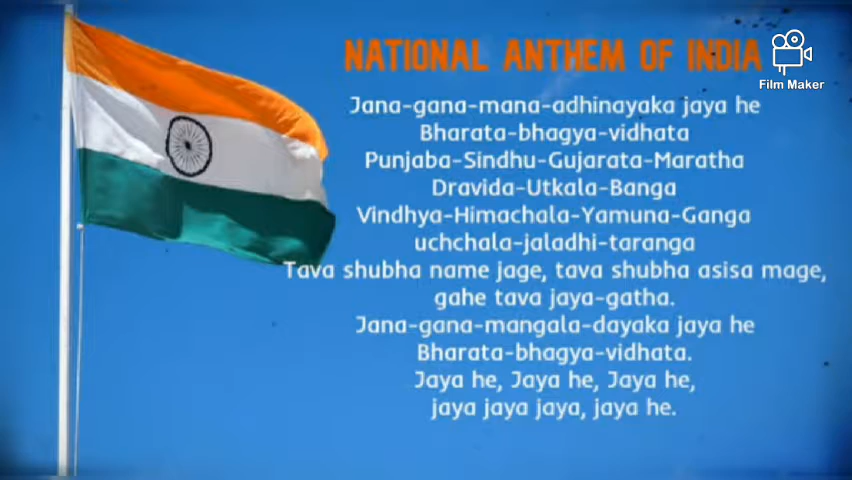 NATIONAL ANTHEM OF INDIA
Film Maker
Jana-gana-mana-adhinayaka jaya he
Bharata-bhagya-vidhata
Punjaba-Sindhu-Gujarata-Maratha
Dravida-Utkala-Banga
Vindhya-Himachala-Yamuna-Ganga
uchchala-jaladhi-taranga
Tava shubha name jage, tava shubha asisa mage,
gahe tava jaya-gatha.
Jana-gana-mangala-dayaka jaya he
Bharata-bhagya-vidhata.
Jaya he, Jaya he, Jaya he,
jaya jaya jaya, jaya he.